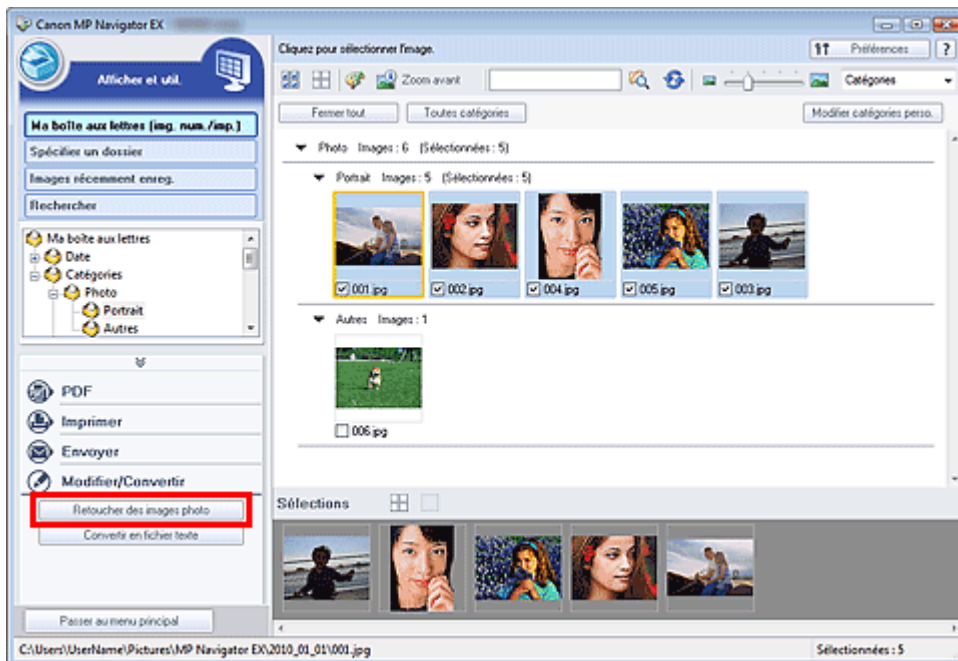 Canon MP Navigator EX
Afficher et util.
Ma boîte aux lettres (img. num./imp.)
Spécifier un dossier
Images récemment enreg.
Rechercher
Ma boîte aux lettres
Date
Catégories
Photo
Portrait
Autres
PDF
Imprimer
Envoyer
Modifier/Convertir
Retoucher des images photo
Convertir en fichier texte
Passer au menu principal
Cliquez pour sélectionner l'image.
Préférences
?
Zoom avant
Catégories
Fermer tout
Toutes catégories
Modifier catégories perso.
Photo Images : 6 (Sélectionnées : 5)
Portrait Images : 5 (Sélectionnées : 5)
001.jpg 002.jpg 004.jpg 005.jpg 003.jpg
Autres Images : 1
006.jpg
Sélections
C:\Users\UserName\Pictures\MP Navigator EX\2010_01_01\001.jpg
Sélectionnées : 5